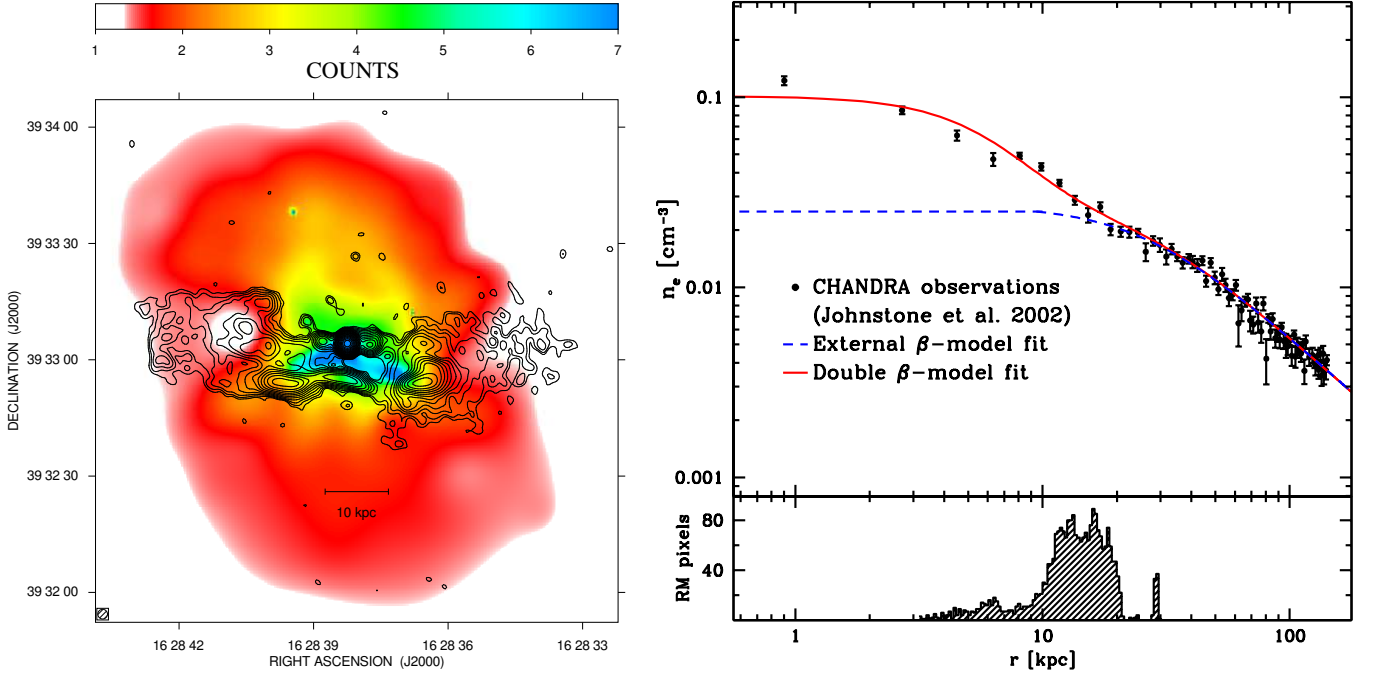 1 2 3 4 5 6 7
COUNTS
39 34 00
33 30
39 33 00
39 32 30
39 32 00
DECLINATION (J2000)
10 kpc
16 28 42 16 28 39 16 28 36 16 28 33
RIGHT ASCENSION (J2000)
0.1
0.01
0.001
nₑ [cm⁻³]
CHANDRA observations
(Johnstone et al. 2002)
External β−model fit
Double β−model fit
80
40
RM pixels
1 10 100
r [kpc]